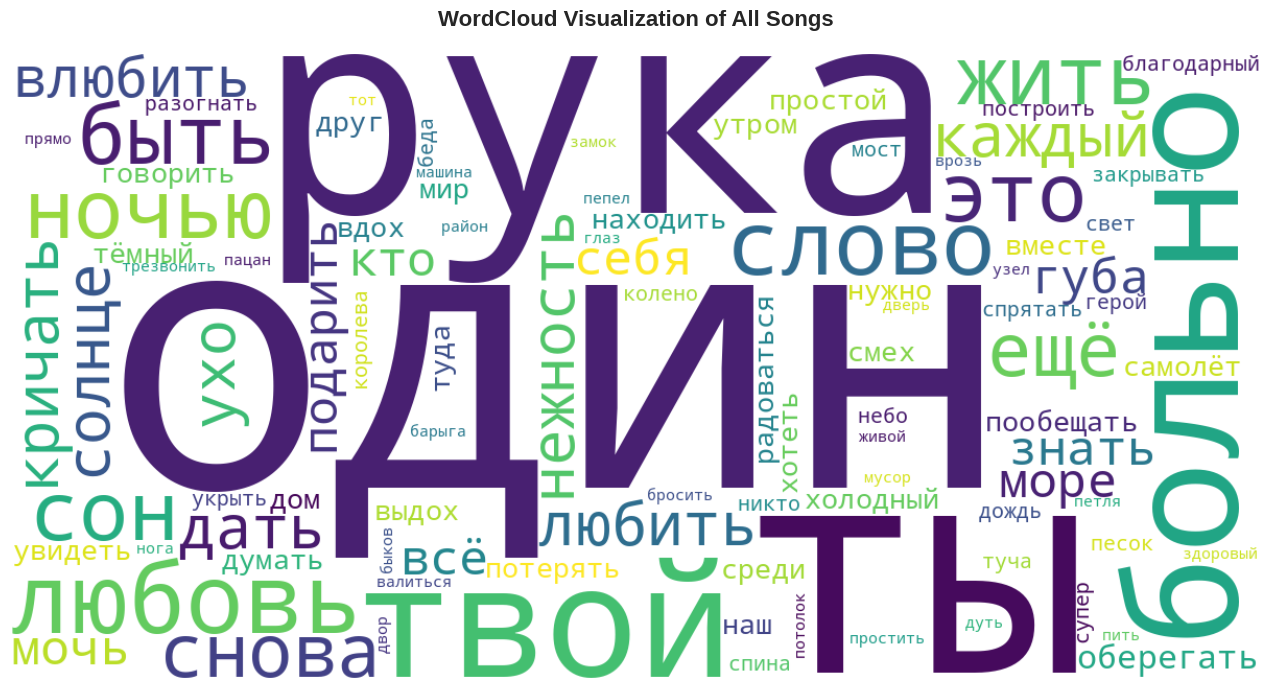 WordCloud Visualization of All Songs
влюбить
рука
жить
благодарный
разогнать
тот
простой
построить
прямо
быть
друг
беда
утром
замок
мост
каждый
больно
говорить
машина
мир
врозь
закрывать
ночью
пепел
это
вдох
район
находить
слово
свет
тёмный
трезвонить
пацан
кто
глаз
себя
вместе
узел
губа
кричать
солнце
подарить
королева
нежность
колено
нужно
дверь
спрятать
герой
один
ухо
туда
радоваться
смех
ещё
самолёт
барыга
хотеть
небо
живой
пообещать
знать
мусор
море
сон
укрыть
дом
выдох
бросить
никто
холодный
петля
дать
любить
дождь
увидеть
нога
думать
быков
всё
потерять
среди
ты
туча
песок
здоровый
валиться
любовь
твой
супер
мочь
снова
двор
наш
потолок
простить
дуть
пить
спина
оберегать